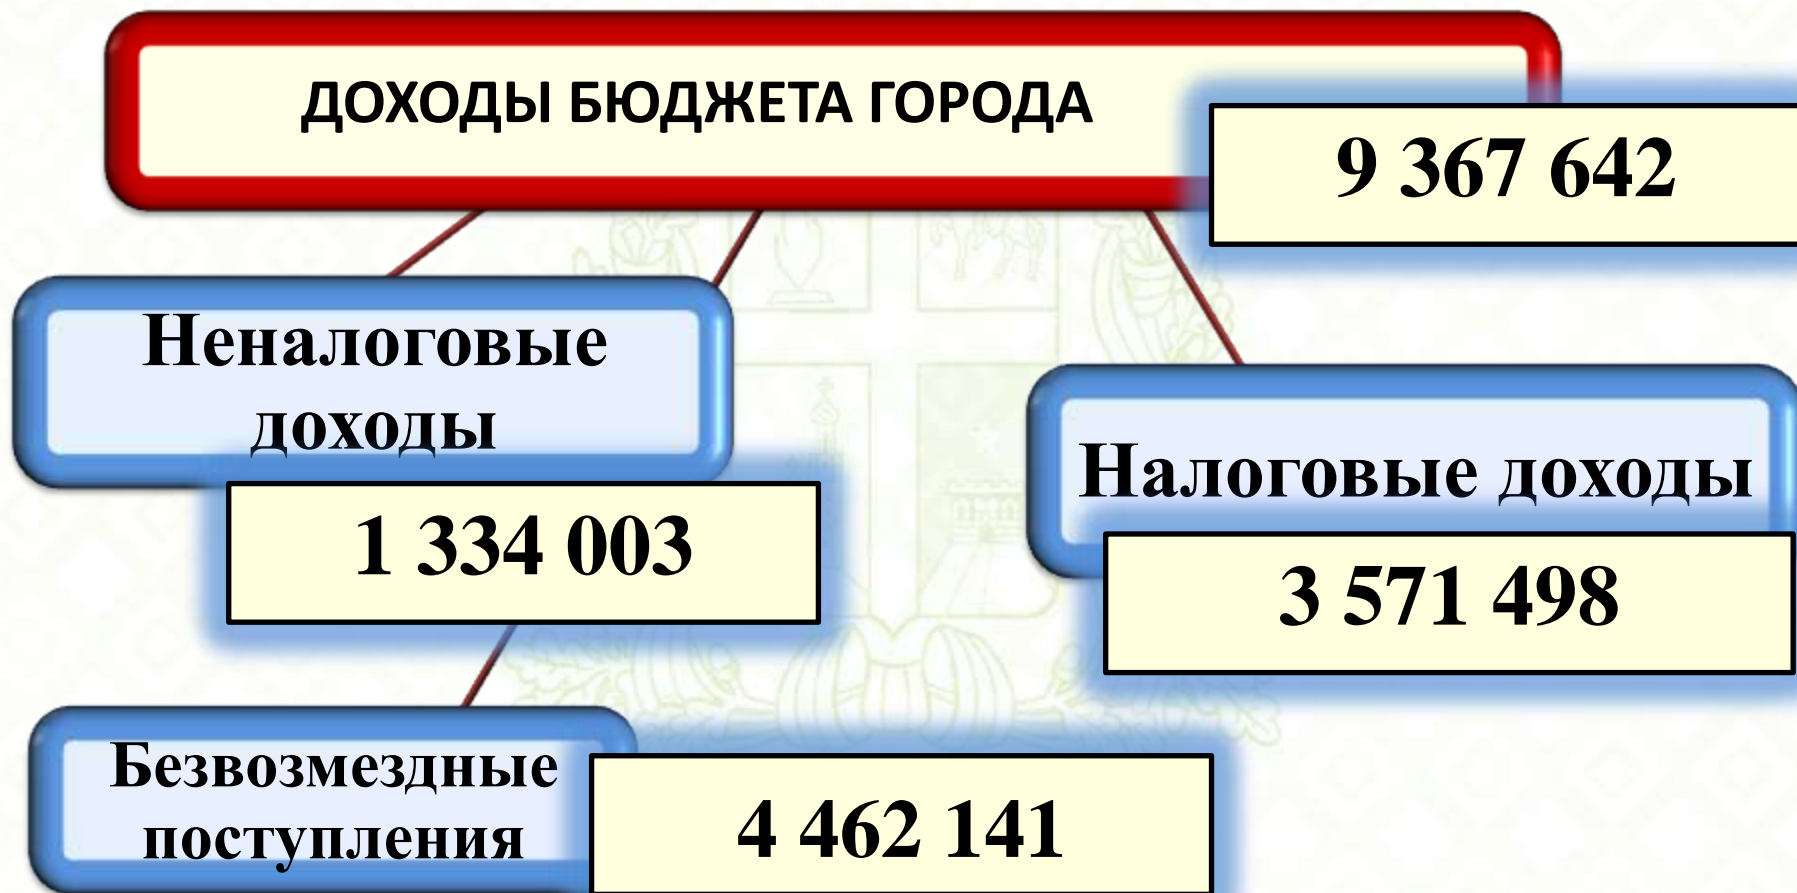 ДОХОДЫ БЮДЖЕТА ГОРОДА
9 367 642
Неналоговые
доходы
1 334 003
Налоговые доходы
3 571 498
Безвозмездные
поступления
4 462 141